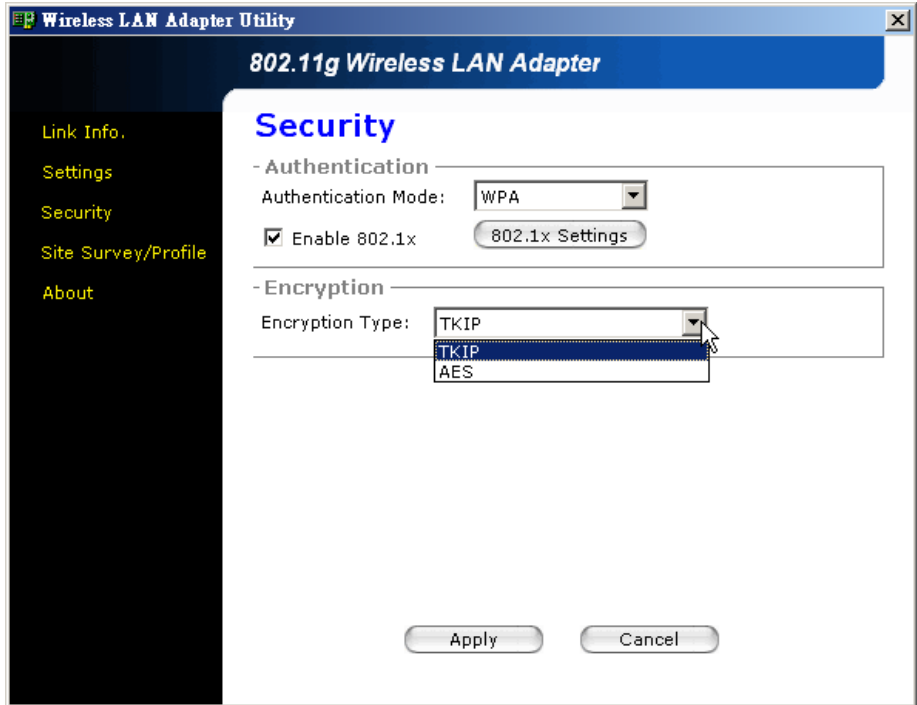 Wireless LAN Adapter Utility
802.11g Wireless LAN Adapter
Link Info.
Settings
Security
Site Survey/Profile
About
Security
Authentication
Authentication Mode: WPA
Enable 802.1x 802.1x Settings
Encryption
Encryption Type: TKIP
TKIP
AES
Apply Cancel